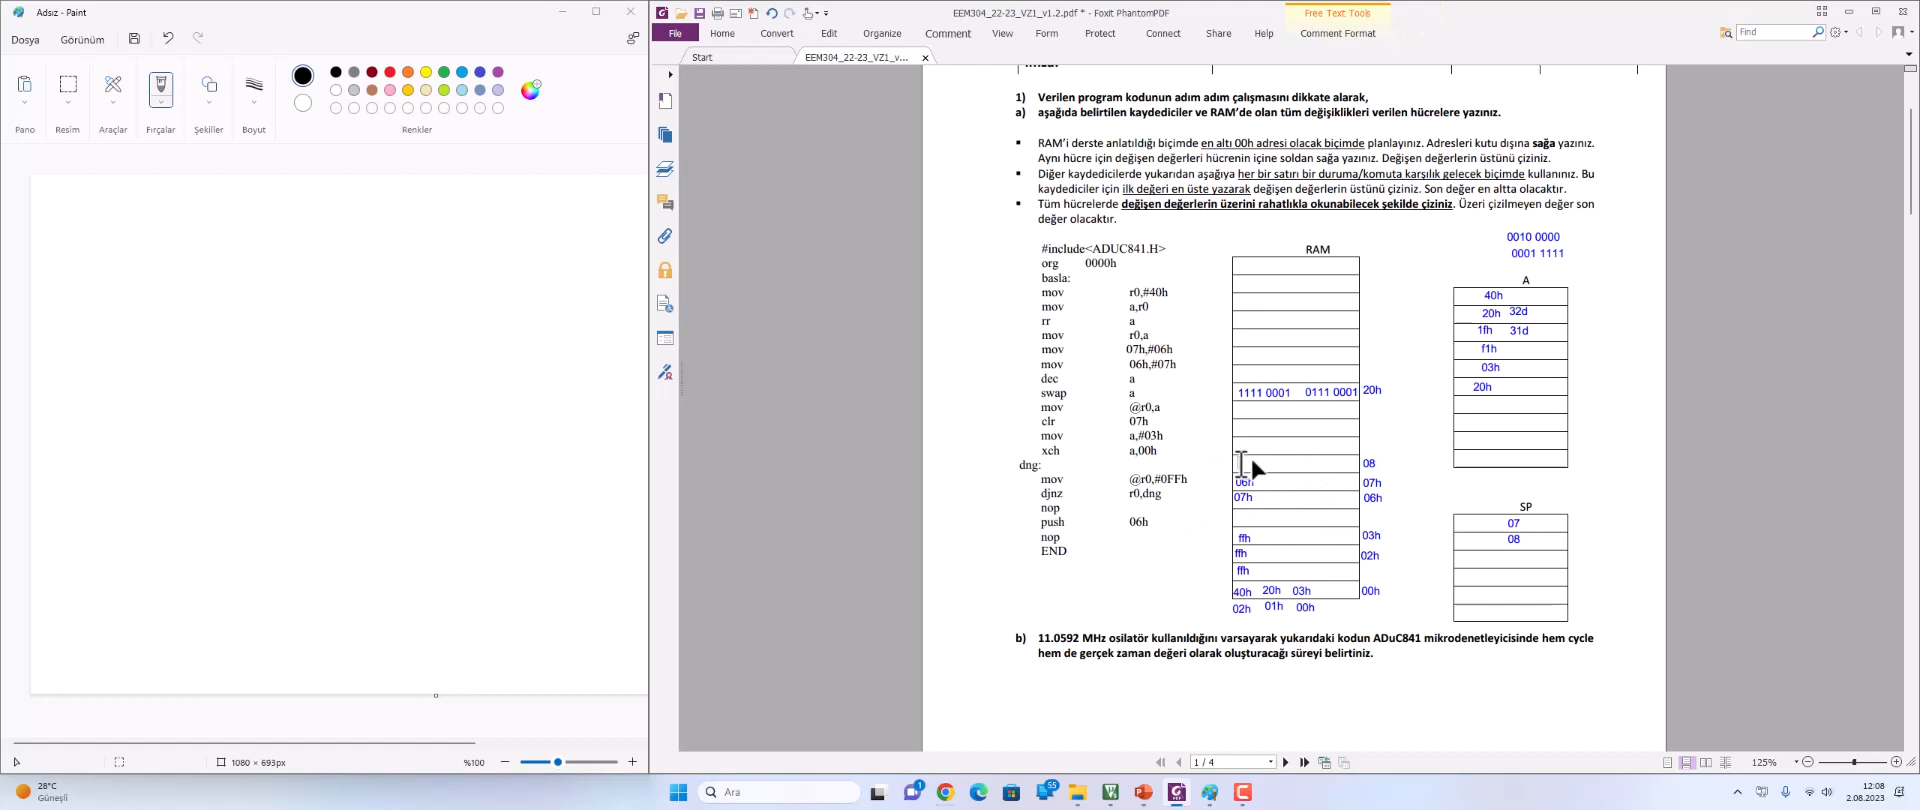 Adsız - Paint
Dosya Görünüm
Pano Resim Araçlar Fırçalar Şekiller Boyut Renkler
1080 × 693px %100
EEM304_22-23_VZ1_v1.2.pdf * - Foxit PhantomPDF
Free Text Tools
File Home Convert Edit Organize Comment View Form Protect Connect Share Help Comment Format Find
Start EEM304_22-23_VZ1_v...
1) Verilen program kodunun adım adım çalışmasını dikkate alarak,
a) aşağıda belirtilen kaydediciler ve RAM'de olan tüm değişiklikleri verilen hücrelere yazınız.
▪ RAM'i derste anlatıldığı biçimde en altı 00h adresi olacak biçimde planlayınız. Adresleri kutu dışına sağa yazınız.
Aynı hücre için değişen değerleri hücrenin içine soldan sağa yazınız. Değişen değerlerin üstünü çiziniz.
▪ Diğer kaydedicilerde yukarıdan aşağıya her bir satırı bir duruma/komuta karşılık gelecek biçimde kullanınız. Bu
kaydediciler için ilk değeri en üste yazarak değişen değerlerin üstünü çiziniz. Son değer en altta olacaktır.
▪ Tüm hücrelerde değişen değerlerin üzerini rahatlıkla okunabilecek şekilde çiziniz. Üzeri çizilmeyen değer son
değer olacaktır.
#include<ADUC841.H>
org 0000h
basla:
mov r0,#40h
mov a,r0
rr a
mov r0,a
mov 07h,#06h
mov 06h,#07h
dec a
swap a
mov @r0,a
clr 07h
mov a,#03h
xch a,00h
dng:
mov @r0,#0FFh
djnz r0,dng
nop
push 06h
nop
END
RAM
1111 0001 0111 0001 20h
08
06h 07h
07h 06h
ffh 03h
ffh 02h
ffh
40h 20h 03h 00h
02h 01h 00h
0010 0000
0001 1111
A
40h
20h 32d
1fh 31d
f1h
03h
20h
SP
07
08
b) 11.0592 MHz osilatör kullanıldığını varsayarak yukarıdaki kodun ADuC841 mikrodenetleyicisinde hem cycle
hem de gerçek zaman değeri olarak oluşturacağı süreyi belirtiniz.
1 / 4 125%
28°C
Güneşli
Ara
1
55
12:08
2.08.2023